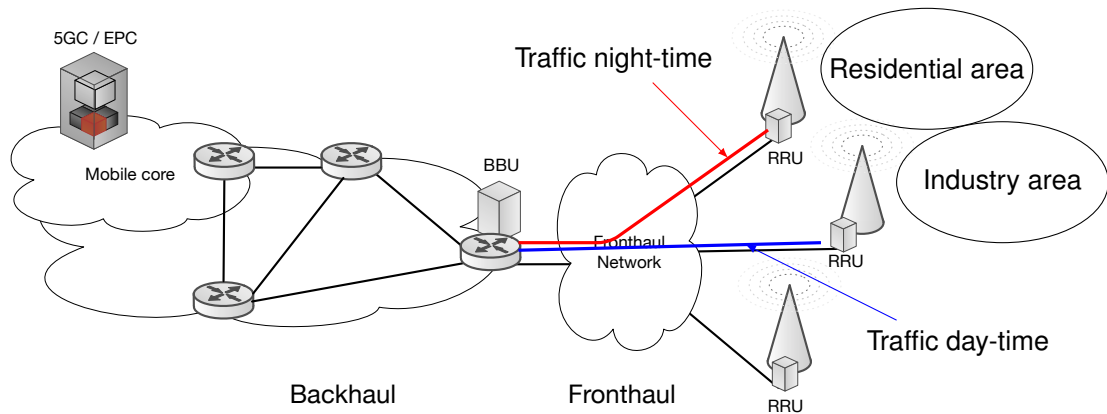 5GC / EPC
Traffic night-time
Residential area
Mobile core
BBU
RRU
Industry area
Fronthaul
Network
RRU
Traffic day-time
Backhaul
Fronthaul
RRU